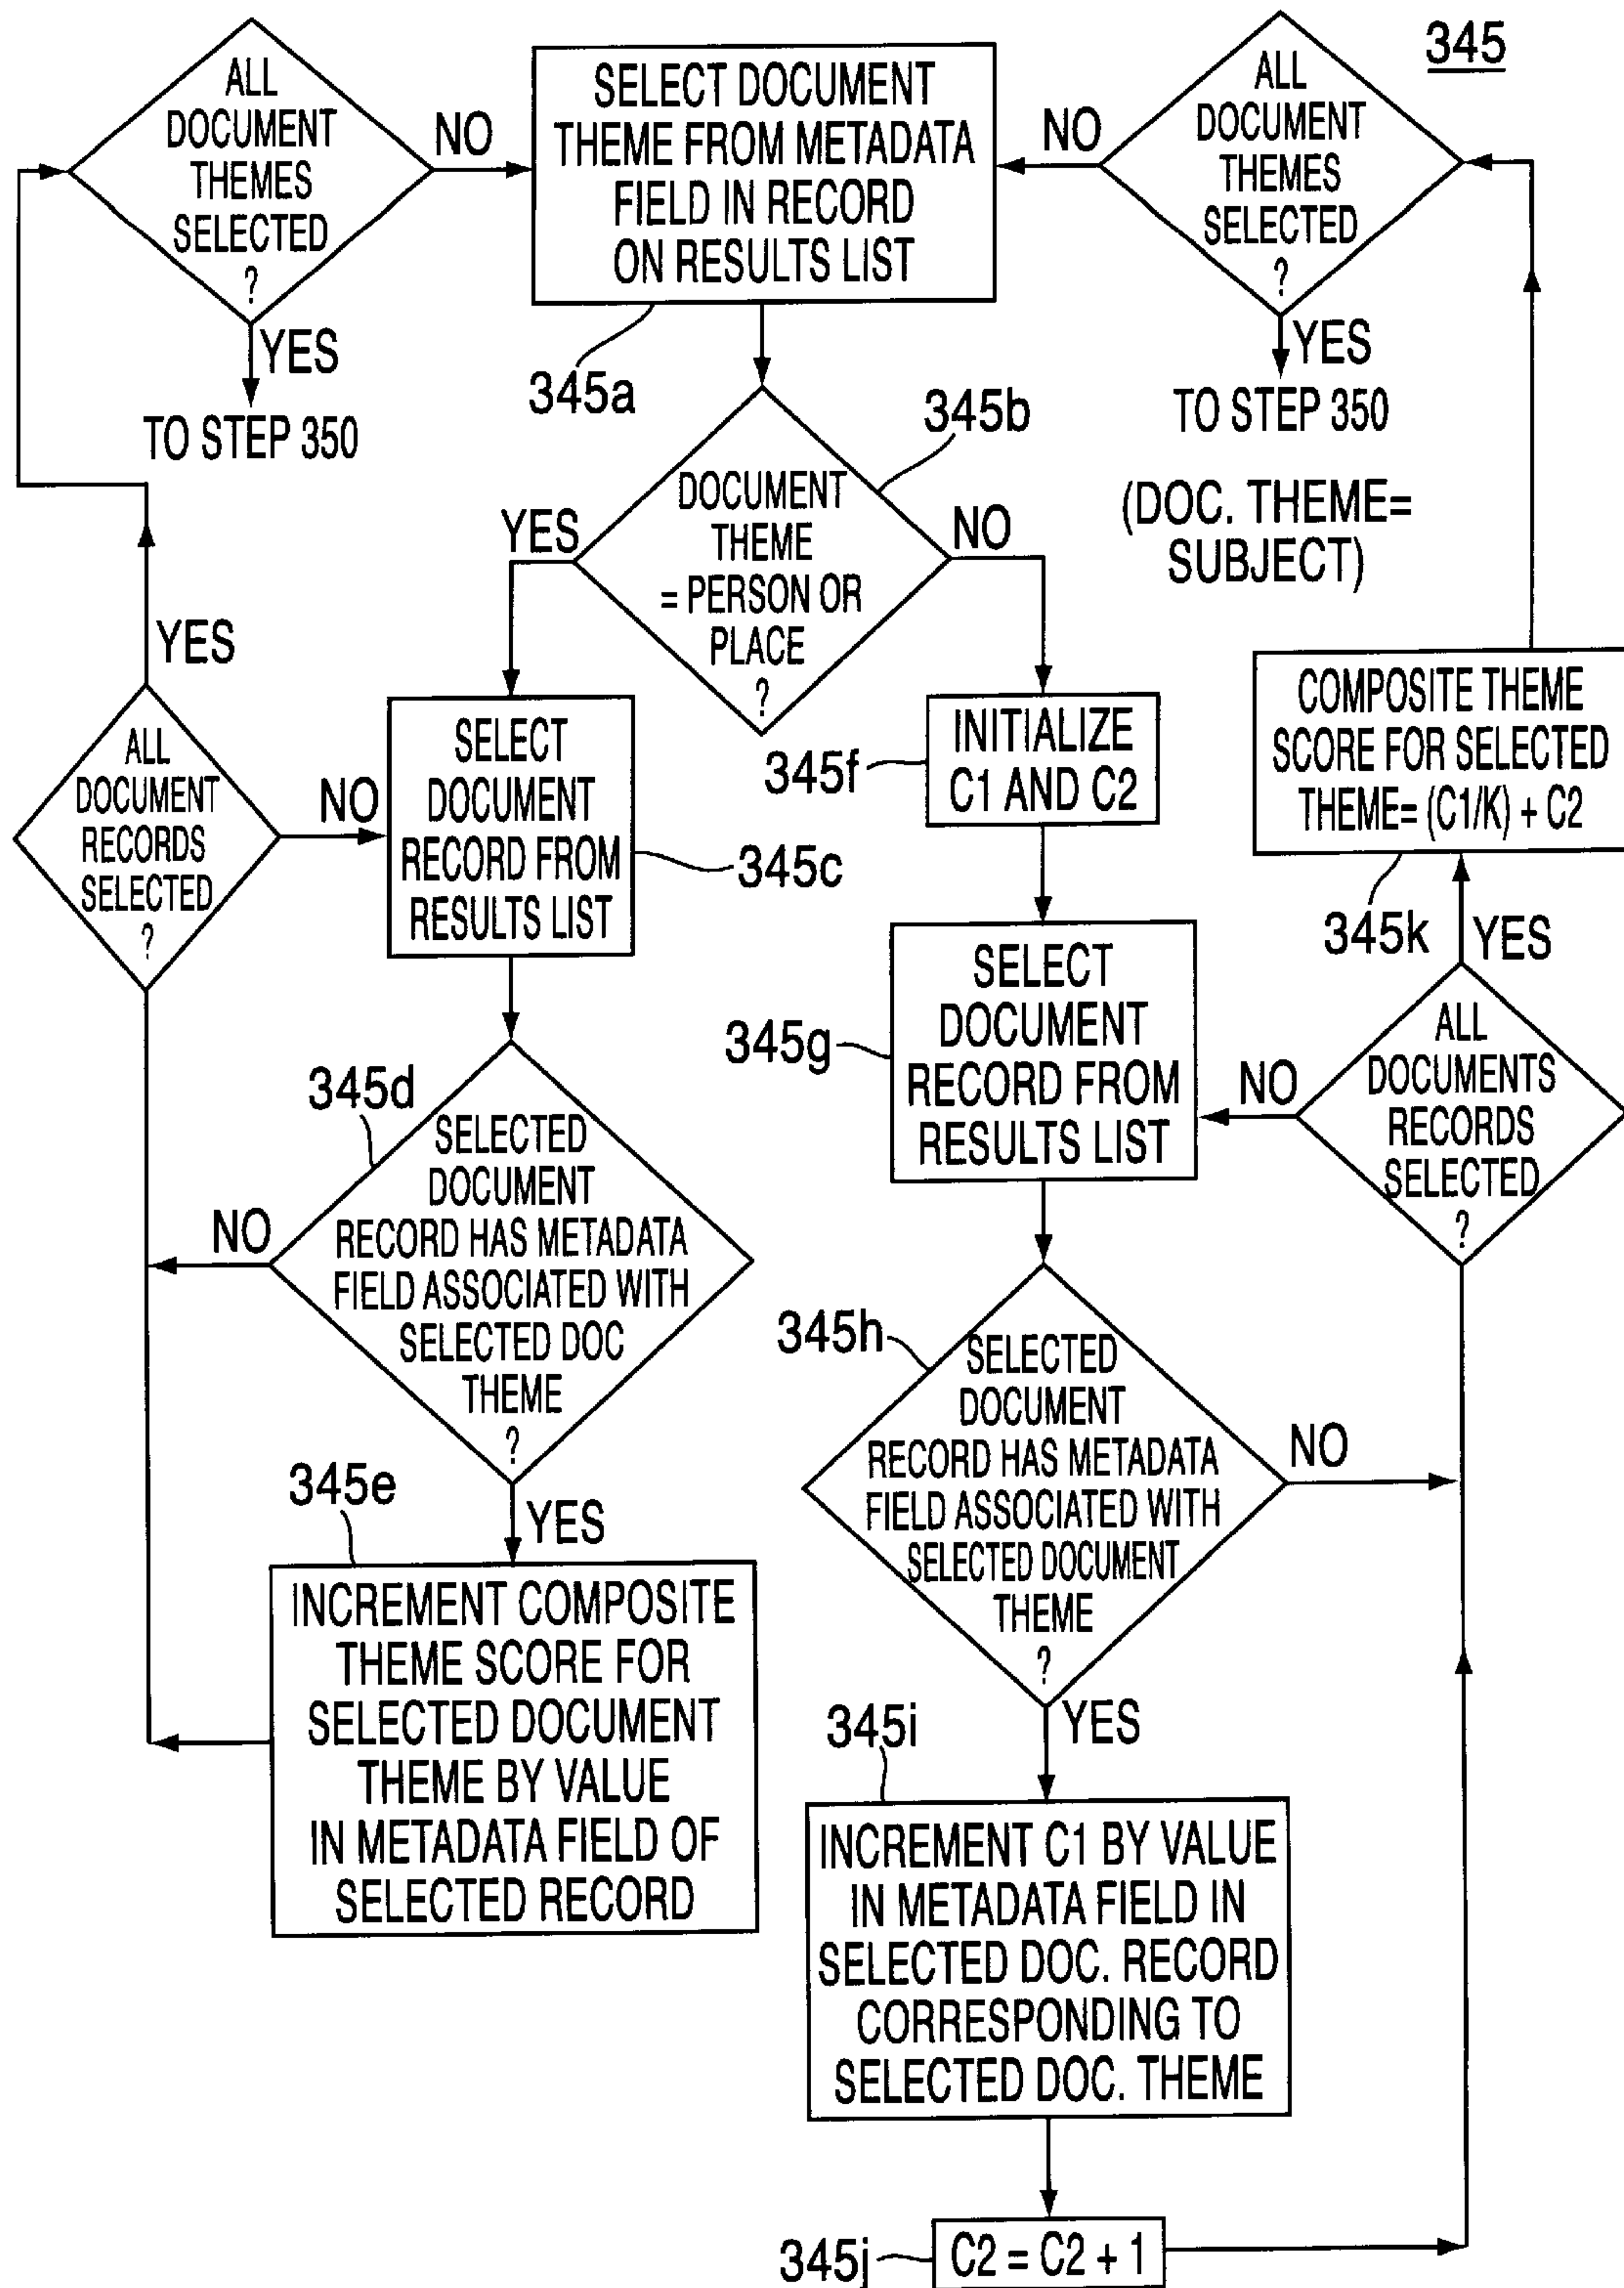 345
ALL
DOCUMENT
THEMES
SELECTED
?
NO
YES
TO STEP 350
SELECT DOCUMENT
THEME FROM METADATA
FIELD IN RECORD
ON RESULTS LIST
345a
ALL
DOCUMENT
THEMES
SELECTED
?
NO
YES
TO STEP 350
(DOC. THEME=
SUBJECT)
345b
DOCUMENT
THEME
= PERSON OR
PLACE
?
YES
NO
ALL
DOCUMENT
RECORDS
SELECTED
?
YES
NO
SELECT
DOCUMENT
RECORD FROM
RESULTS LIST
345c
345d
SELECTED
DOCUMENT
RECORD HAS METADATA
FIELD ASSOCIATED WITH
SELECTED DOC
THEME
?
NO
YES
345e
INCREMENT COMPOSITE
THEME SCORE FOR
SELECTED DOCUMENT
THEME BY VALUE
IN METADATA FIELD OF
SELECTED RECORD
345f
INITIALIZE
C1 AND C2
345g
SELECT
DOCUMENT
RECORD FROM
RESULTS LIST
345h
SELECTED
DOCUMENT
RECORD HAS METADATA
FIELD ASSOCIATED WITH
SELECTED DOCUMENT
THEME
?
NO
YES
345i
INCREMENT C1 BY VALUE
IN METADATA FIELD IN
SELECTED DOC. RECORD
CORRESPONDING TO
SELECTED DOC. THEME
345j
C2 = C2 + 1
ALL
DOCUMENTS
RECORDS
SELECTED
?
NO
YES
345k
COMPOSITE THEME
SCORE FOR SELECTED
THEME= (C1/K) + C2